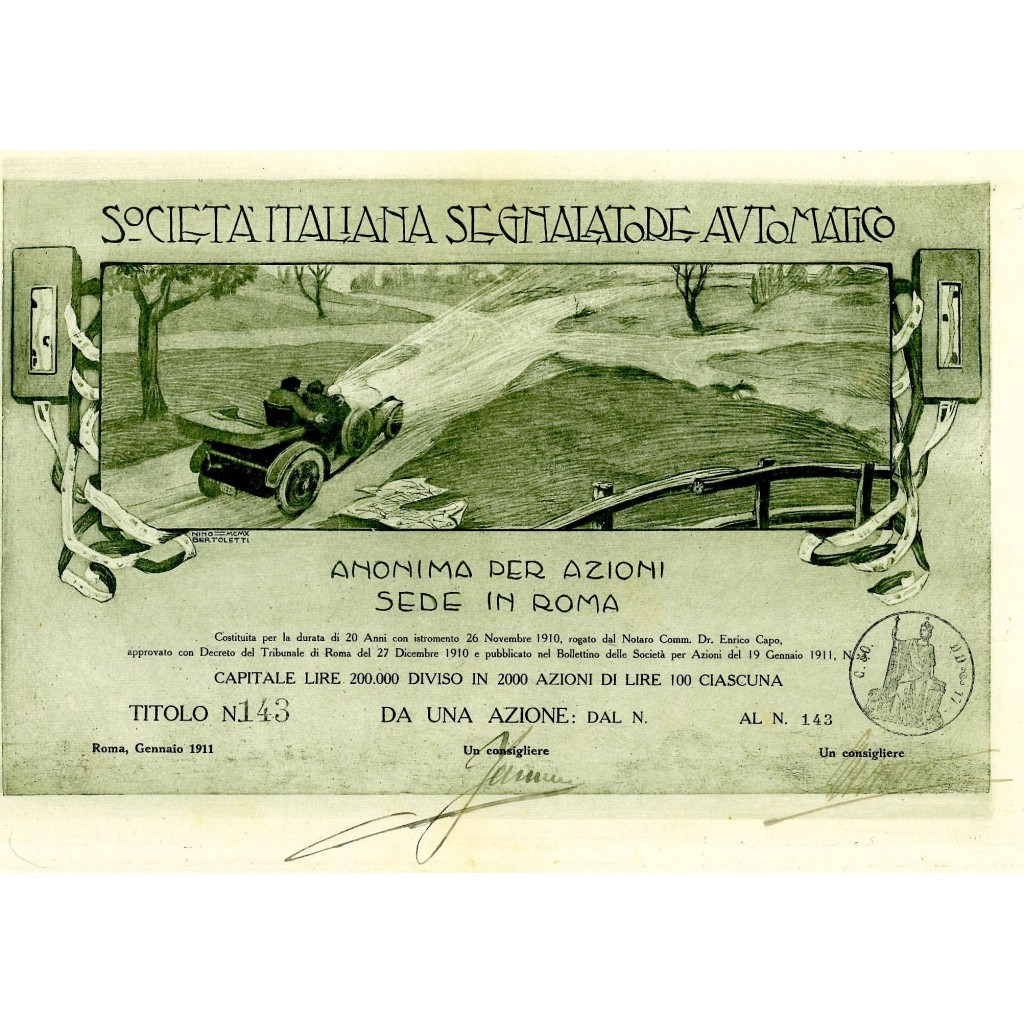 SOCIETÀ ITALIANA SEGNALATORE AVTOMATICO
NINO MCMX
BERTOLETTI
ANONIMA PER AZIONI
SEDE IN ROMA
Costituita per la durata di 20 Anni con istromento 26 Novembre 1910, rogato dal Notaro Comm. Dr. Enrico Capo,
approvato con Decreto del Tribunale di Roma del 27 Dicembre 1910 e pubblicato nel Bollettino delle Società per Azioni del 19 Gennaio 1911, N.
CAPITALE LIRE 200.000 DIVISO IN 2000 AZIONI DI LIRE 100 CIASCUNA
TITOLO N. 143 DA UNA AZIONE: DAL N. AL N. 143
Roma, Gennaio 1911 Un consigliere Un consigliere